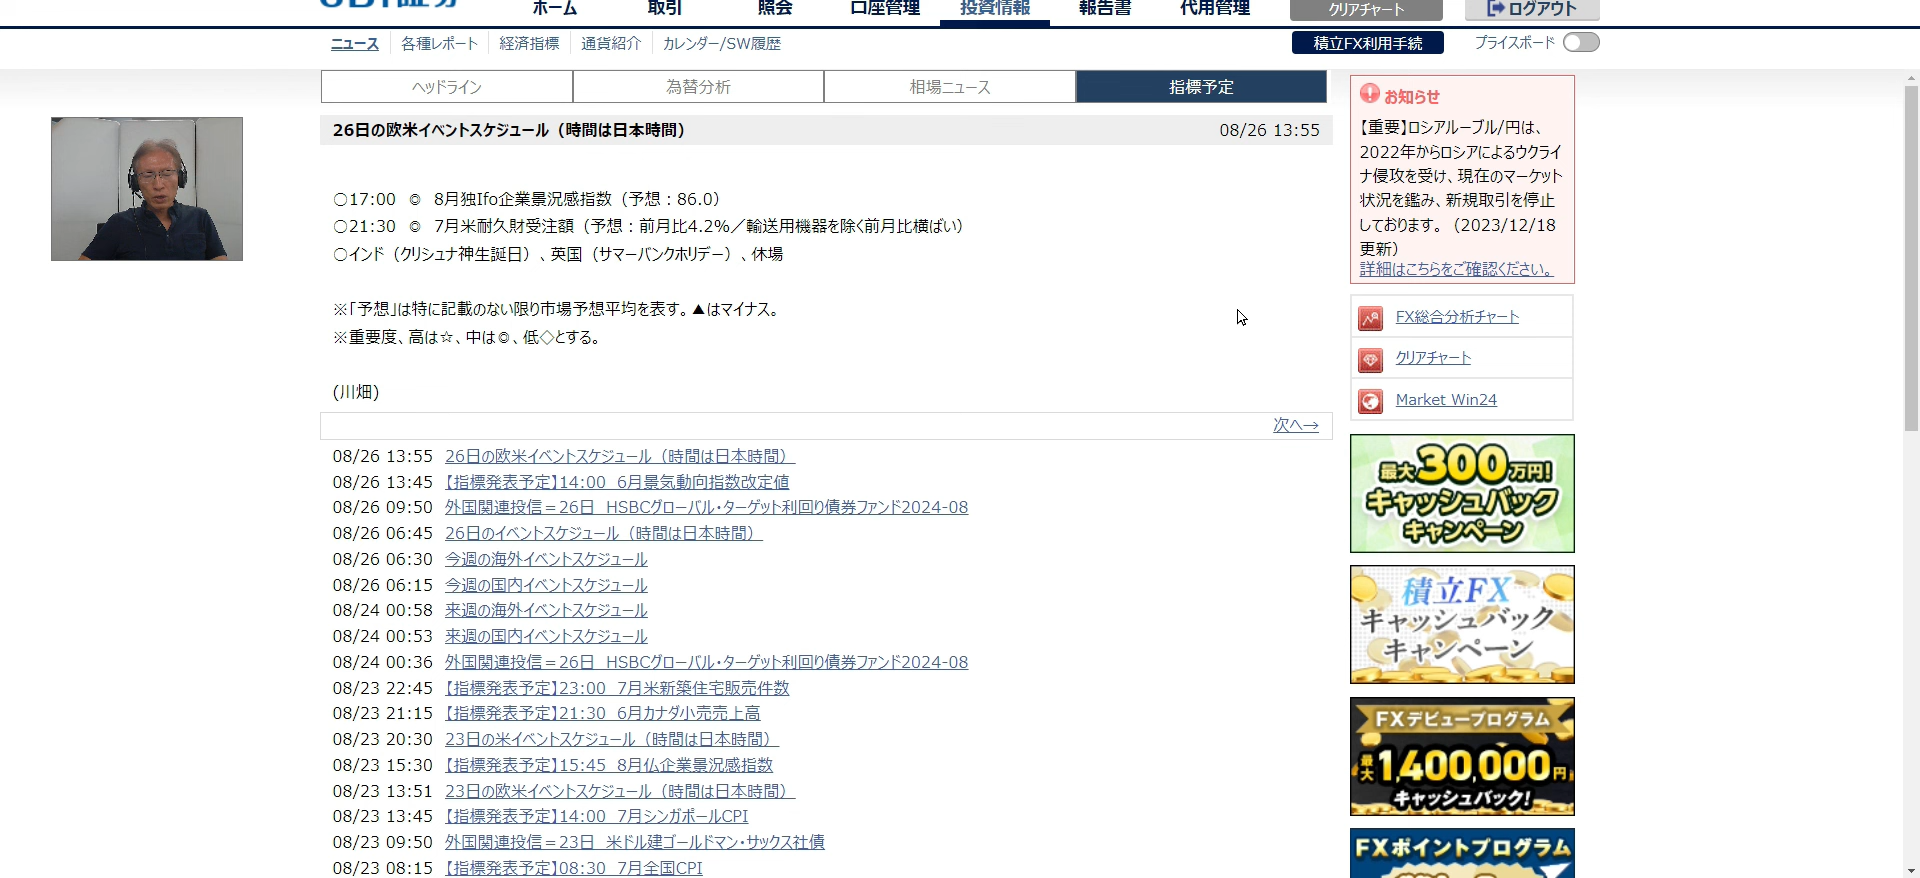 SBI証券
ホーム 取引 照会 口座管理 投資情報 報告書 代用管理 クリアチャート ログアウト
ニュース 各種レポート 経済指標 通貨紹介 カレンダー/SW履歴 積立FX利用手続 プライスボード
ヘッドライン 為替分析 相場ニュース 指標予定
26日の欧米イベントスケジュール（時間は日本時間） 08/26 13:55
○17:00 ◎ 8月独Ifo企業景況感指数（予想：86.0）
○21:30 ◎ 7月米耐久財受注額（予想：前月比4.2%／輸送用機器を除く前月比横ばい）
○インド（クリシュナ神生誕日）、英国（サマーバンクホリデー）、休場
※「予想」は特に記載のない限り市場予想平均を表す。▲はマイナス。
※重要度、高は☆、中は◎、低◇とする。
(川畑)
次へ→
08/26 13:55 26日の欧米イベントスケジュール（時間は日本時間）
08/26 13:45 【指標発表予定】14:00 6月景気動向指数改定値
08/26 09:50 外国関連投信＝26日 HSBCグローバル・ターゲット利回り債券ファンド2024-08
08/26 06:45 26日のイベントスケジュール（時間は日本時間）
08/26 06:30 今週の海外イベントスケジュール
08/26 06:15 今週の国内イベントスケジュール
08/24 00:58 来週の海外イベントスケジュール
08/24 00:53 来週の国内イベントスケジュール
08/24 00:36 外国関連投信＝26日 HSBCグローバル・ターゲット利回り債券ファンド2024-08
08/23 22:45 【指標発表予定】23:00 7月米新築住宅販売件数
08/23 21:15 【指標発表予定】21:30 6月カナダ小売売上高
08/23 20:30 23日の米イベントスケジュール（時間は日本時間）
08/23 15:30 【指標発表予定】15:45 8月仏企業景況感指数
08/23 13:51 23日の欧米イベントスケジュール（時間は日本時間）
08/23 13:45 【指標発表予定】14:00 7月シンガポールCPI
08/23 09:50 外国関連投信＝23日 米ドル建ゴールドマン・サックス社債
08/23 08:15 【指標発表予定】08:30 7月全国CPI
お知らせ
【重要】ロシアルーブル/円は、
2022年からロシアによるウクライ
ナ侵攻を受け、現在のマーケット
状況を鑑み、新規取引を停止
しております。（2023/12/18
更新）
詳細はこちらをご確認ください。
FX総合分析チャート
クリアチャート
Market Win24
最大300万円!
キャッシュバック
キャンペーン
積立FX
キャッシュバック
キャンペーン
FXデビュープログラム
最大1,400,000円
キャッシュバック!
FXポイントプログラム